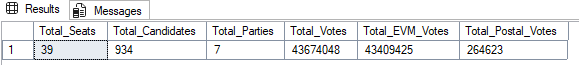 Results Messages
Total_Seats Total_Candidates Total_Parties Total_Votes Total_EVM_Votes Total_Postal_Votes
1 39 934 7 43674048 43409425 264623